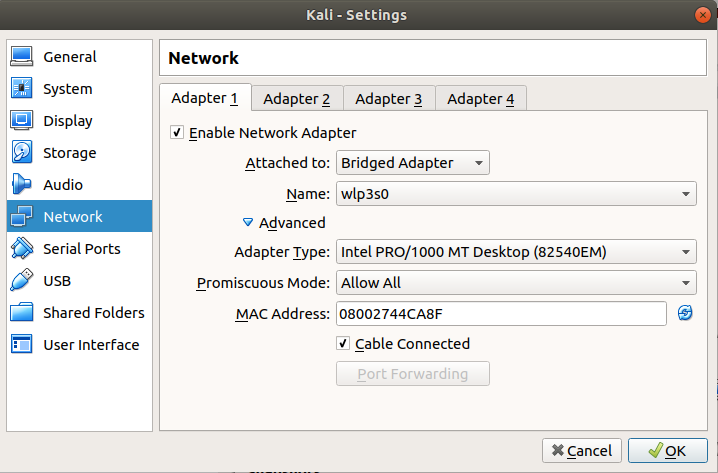 Kali - Settings
General
System
Display
Storage
Audio
Network
Serial Ports
USB
Shared Folders
User Interface
Network
Adapter 1 Adapter 2 Adapter 3 Adapter 4
Enable Network Adapter
Attached to: Bridged Adapter
Name: wlp3s0
Advanced
Adapter Type: Intel PRO/1000 MT Desktop (82540EM)
Promiscuous Mode: Allow All
MAC Address: 08002744CA8F
Cable Connected
Port Forwarding
Cancel OK